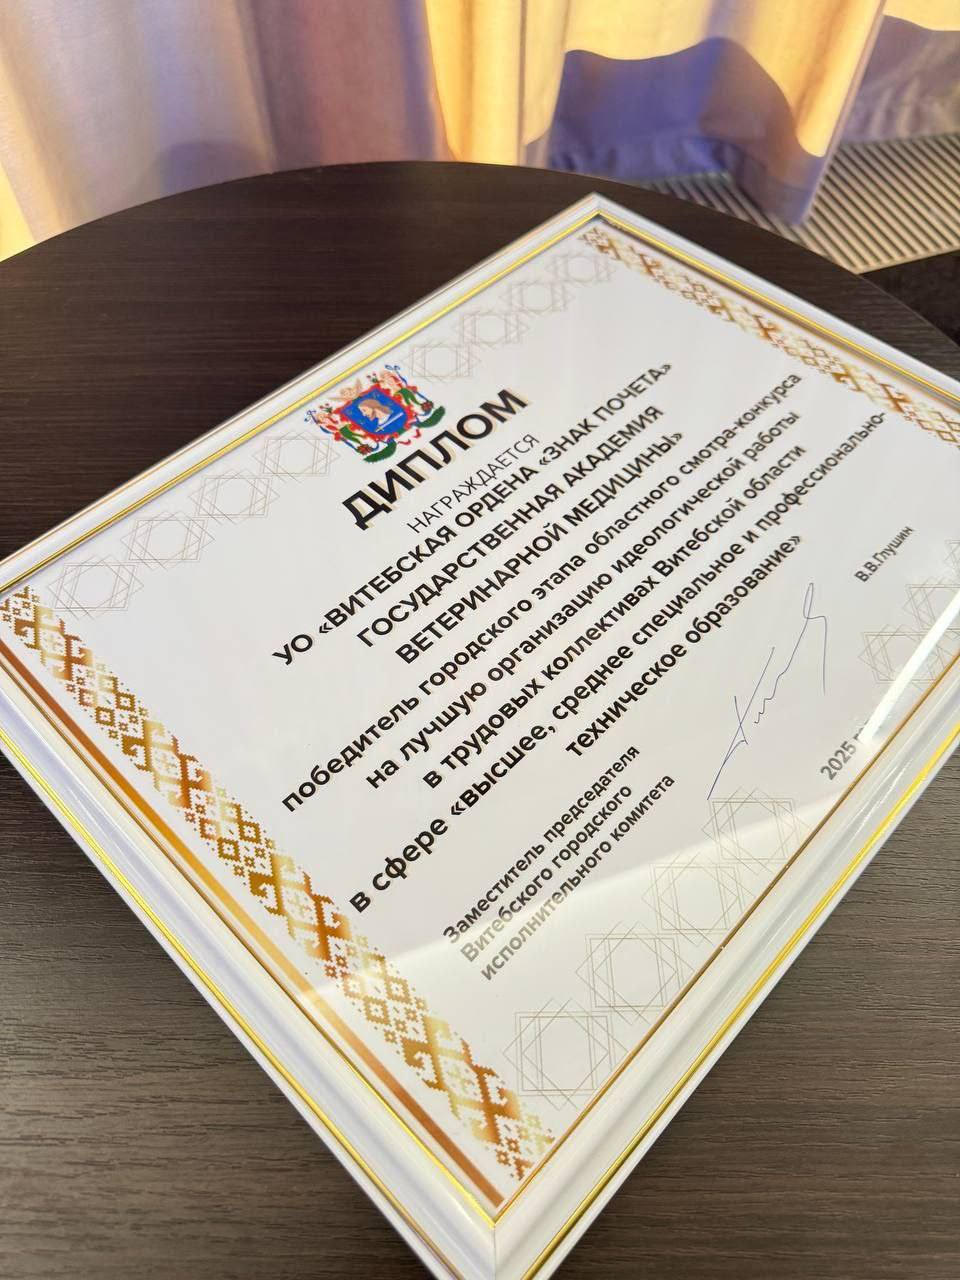 ДИПЛОМ
НАГРАЖДАЕТСЯ
УО «ВИТЕБСКАЯ ОРДЕНА «ЗНАК ПОЧЕТА»
ГОСУДАРСТВЕННАЯ АКАДЕМИЯ
ВЕТЕРИНАРНОЙ МЕДИЦИНЫ»
победитель городского этапа областного смотра-конкурса
на лучшую организацию идеологической работы
в трудовых коллективах Витебской области
в сфере «высшее, среднее специальное и профессионально-
техническое образование»
Заместитель председателя
Витебского городского
исполнительного комитета
В.В.Глушин
2025